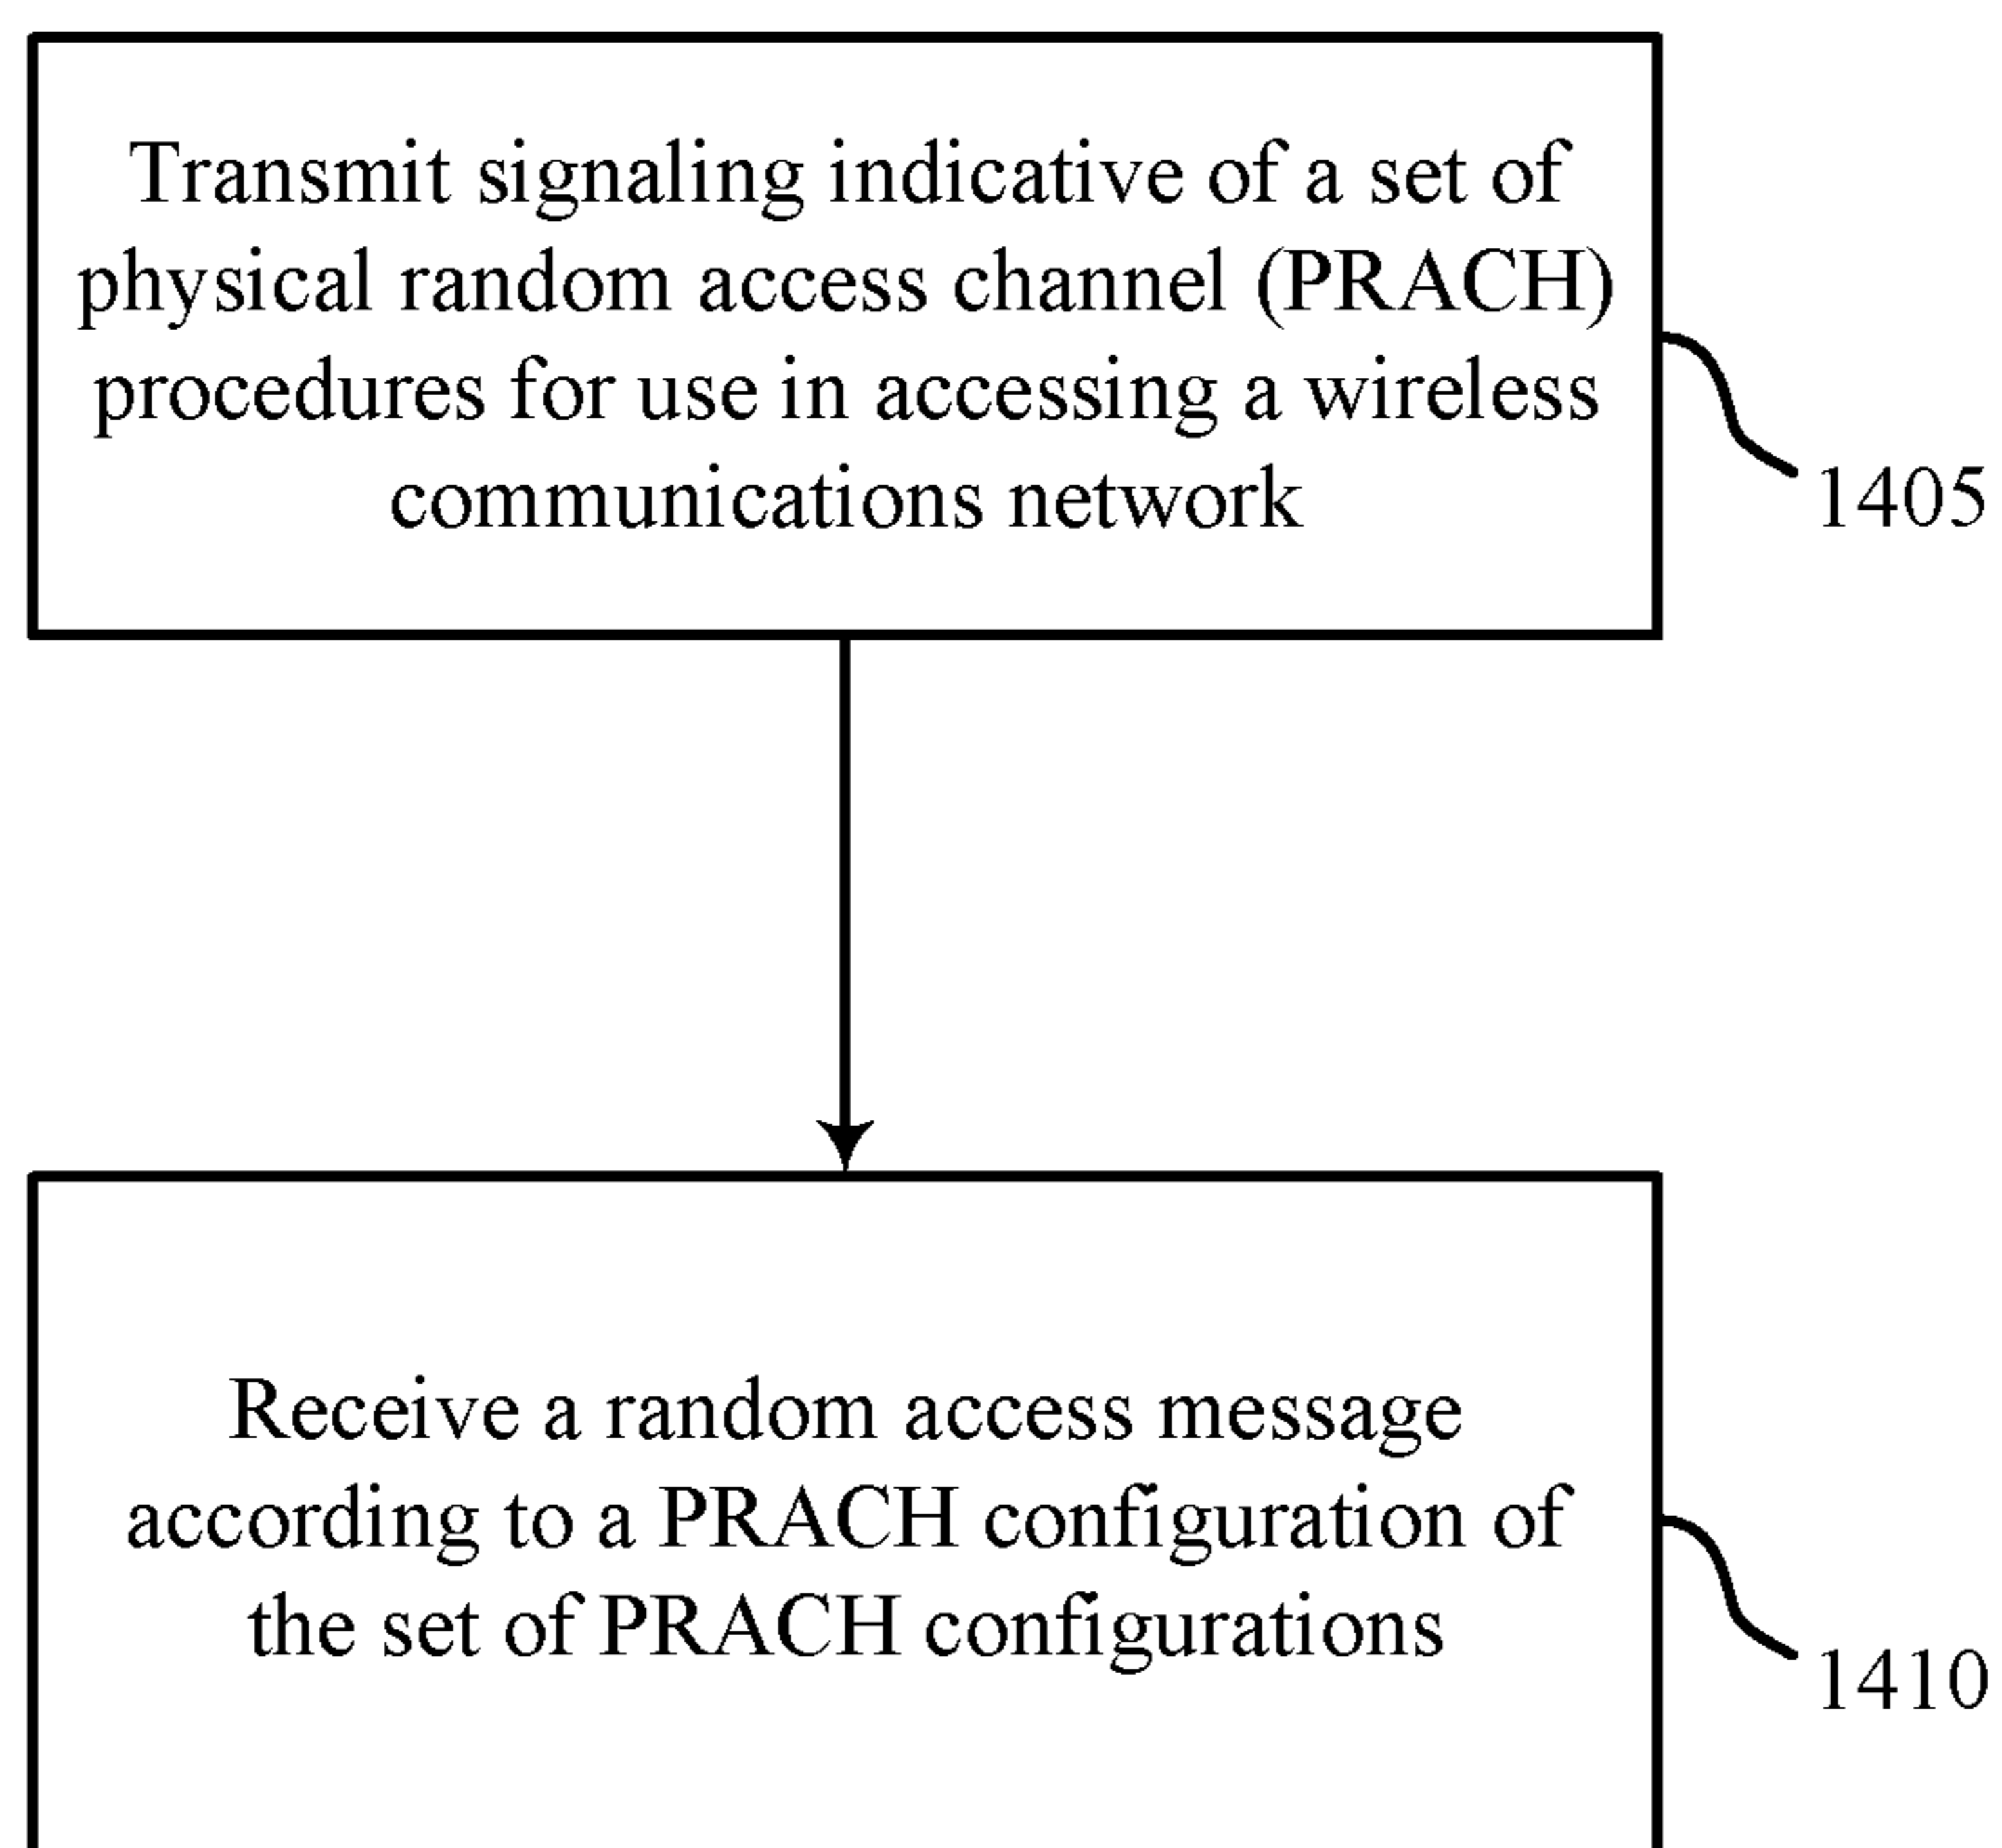 Transmit signaling indicative of a set of
physical random access channel (PRACH)
procedures for use in accessing a wireless
communications network
1405
Receive a random access message
according to a PRACH configuration of
the set of PRACH configurations
1410